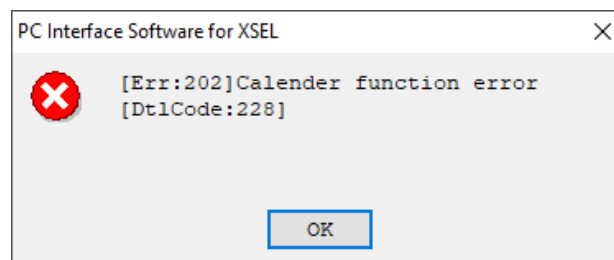 PC Interface Software for XSEL
[Err:202]Calender function error
[DtlCode:228]
OK